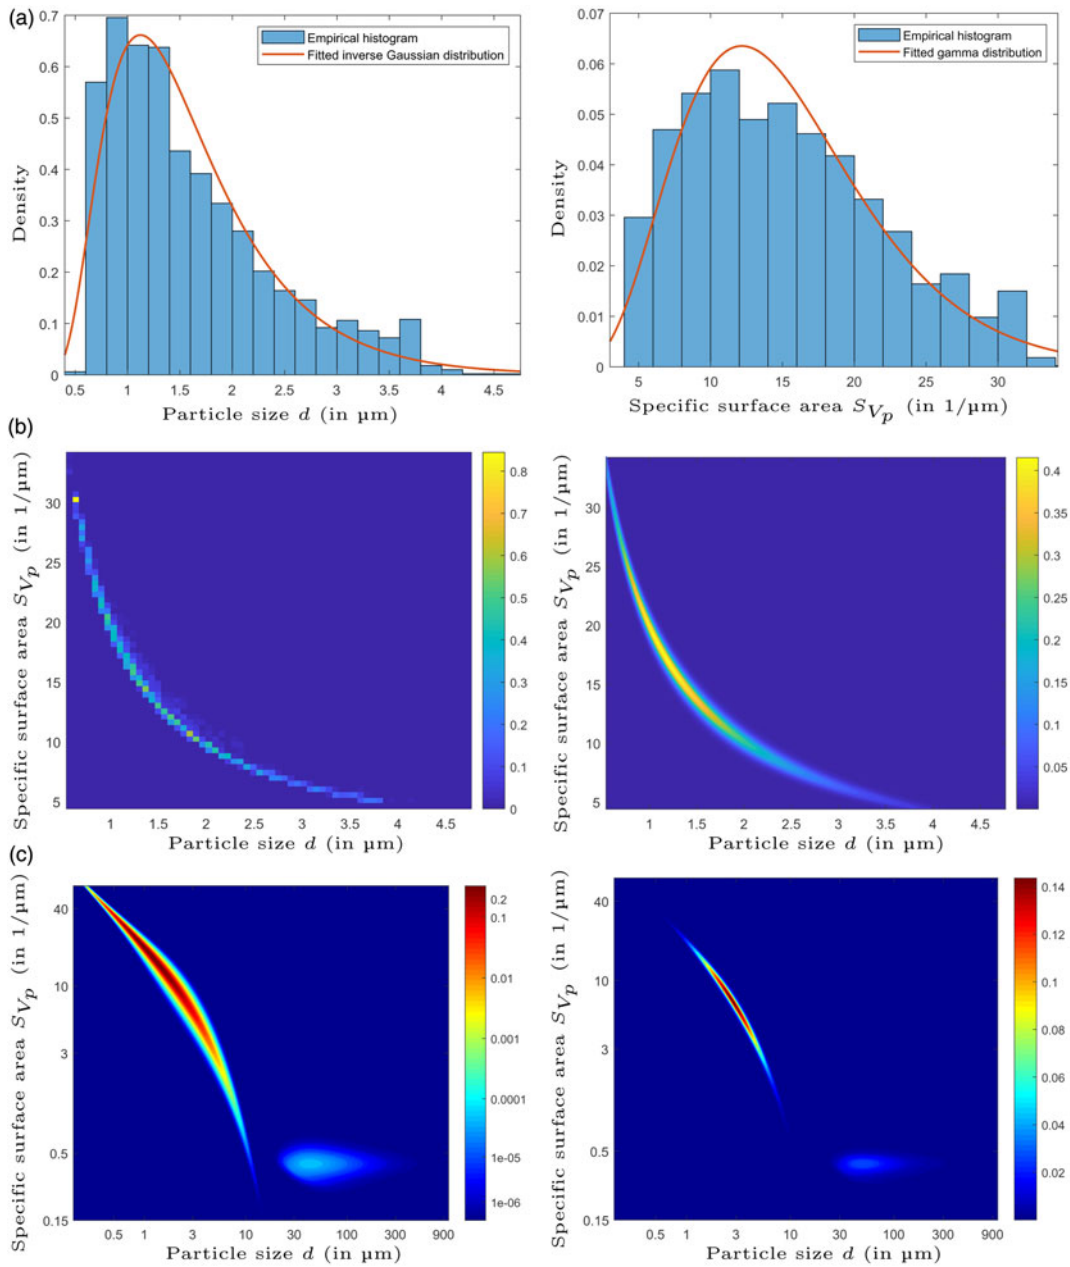 (a)
0.7
0.6
0.5
0.4
0.3
0.2
0.1
0
Density
Empirical histogram
Fitted inverse Gaussian distribution
0.5 1 1.5 2 2.5 3 3.5 4 4.5
Particle size d (in µm)
0.07
0.06
0.05
0.04
0.03
0.02
0.01
0
Density
Empirical histogram
Fitted gamma distribution
5 10 15 20 25 30
Specific surface area S_{V_p} (in 1/µm)
(b)
Specific surface area S_{V_p} (in 1/µm)
30
25
20
15
10
5
1 1.5 2 2.5 3 3.5 4 4.5
Particle size d (in µm)
0.8
0.7
0.6
0.5
0.4
0.3
0.2
0.1
0
Specific surface area S_{V_p} (in 1/µm)
30
25
20
15
10
5
1 1.5 2 2.5 3 3.5 4 4.5
Particle size d (in µm)
0.4
0.35
0.3
0.25
0.2
0.15
0.1
0.05
(c)
Specific surface area S_{V_p} (in 1/µm)
40
10
3
0.5
0.15
0.5 1 3 10 30 100 300 900
Particle size d (in µm)
0.2
0.1
0.01
0.001
0.0001
1e-05
1e-06
Specific surface area S_{V_p} (in 1/µm)
40
10
3
0.5
0.15
0.5 1 3 10 30 100 300 900
Particle size d (in µm)
0.14
0.12
0.10
0.08
0.06
0.04
0.02